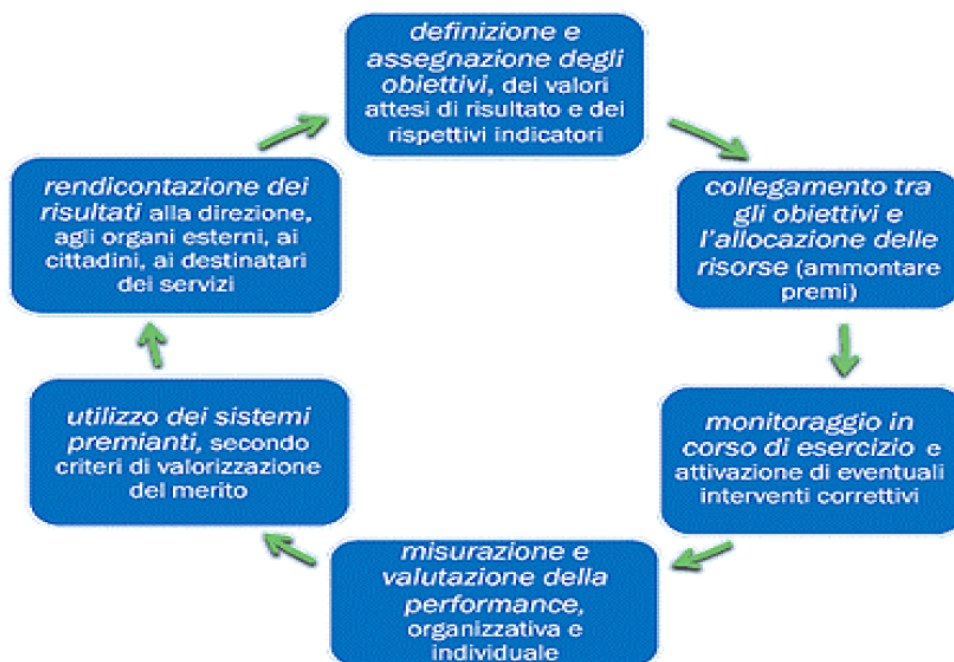 definizione e
assegnazione degli
obiettivi, dei valori
attesi di risultato e dei
rispettivi indicatori
collegamento tra
gli obiettivi e
l'allocazione delle
risorse (ammontare
premi)
monitoraggio in
corso di esercizio e
attivazione di eventuali
interventi correttivi
misurazione e
valutazione della
performance,
organizzativa e
individuale
utilizzo dei sistemi
premianti, secondo
criteri di valorizzazione
del merito
rendicontazione dei
risultati alla direzione,
agli organi esterni, ai
cittadini, ai destinatari
dei servizi